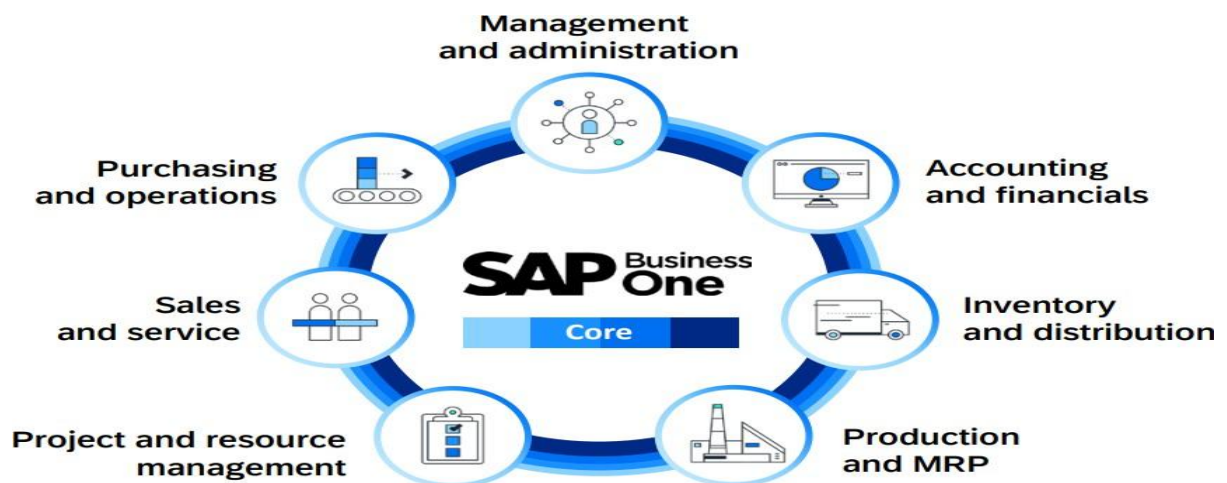 Management
and administration
Accounting
and financials
Inventory
and distribution
Production
and MRP
Project and resource
management
Sales
and service
Purchasing
and operations
SAP Business One
Core